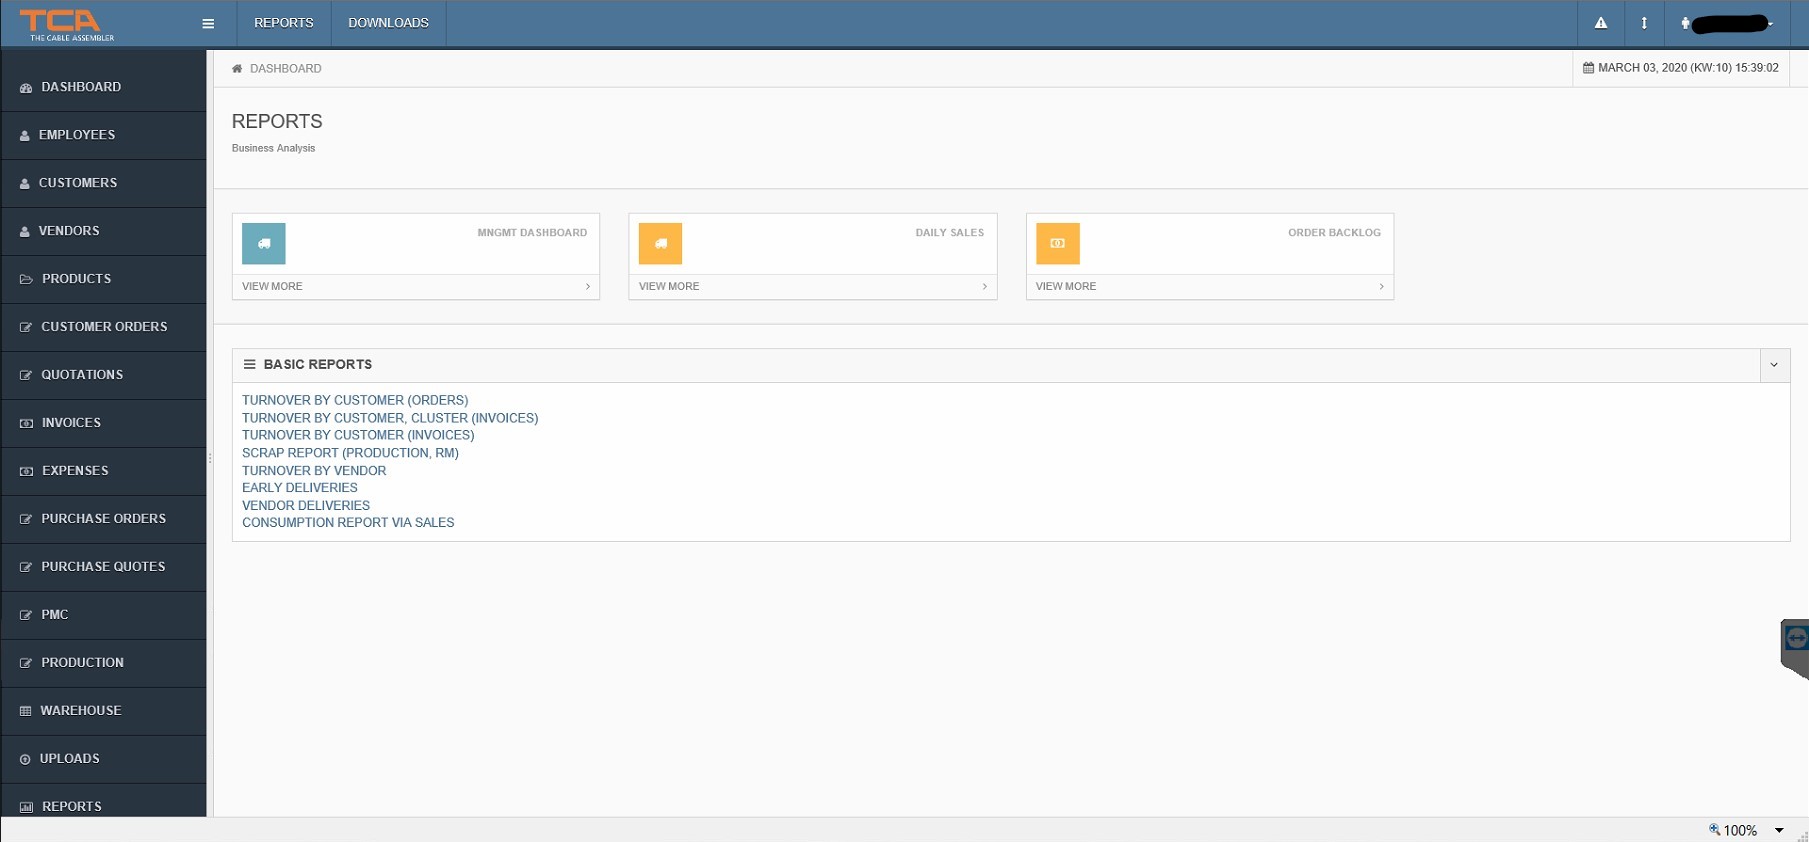 TCA
THE CABLE ASSEMBLER
REPORTS
DOWNLOADS
DASHBOARD
EMPLOYEES
CUSTOMERS
VENDORS
PRODUCTS
CUSTOMER ORDERS
QUOTATIONS
INVOICES
EXPENSES
PURCHASE ORDERS
PURCHASE QUOTES
PMC
PRODUCTION
WAREHOUSE
UPLOADS
REPORTS
DASHBOARD
MARCH 03, 2020 (KW:10) 15:39:02
REPORTS
Business Analysis
MNGMT DASHBOARD
VIEW MORE
DAILY SALES
VIEW MORE
ORDER BACKLOG
VIEW MORE
BASIC REPORTS
TURNOVER BY CUSTOMER (ORDERS)
TURNOVER BY CUSTOMER, CLUSTER (INVOICES)
TURNOVER BY CUSTOMER (INVOICES)
SCRAP REPORT (PRODUCTION, RM)
TURNOVER BY VENDOR
EARLY DELIVERIES
VENDOR DELIVERIES
CONSUMPTION REPORT VIA SALES
100%